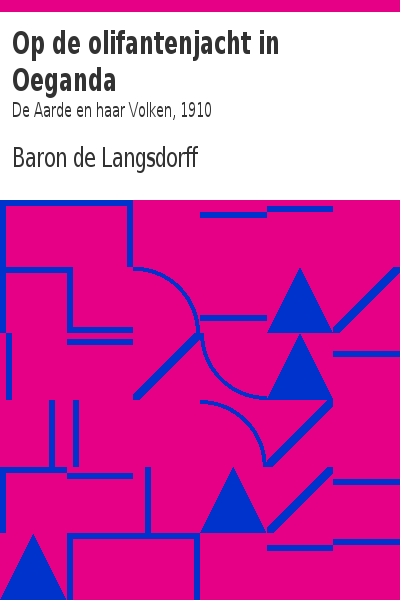 Op de olifantenjacht in
Oeganda
De Aarde en haar Volken, 1910
Baron de Langsdorff